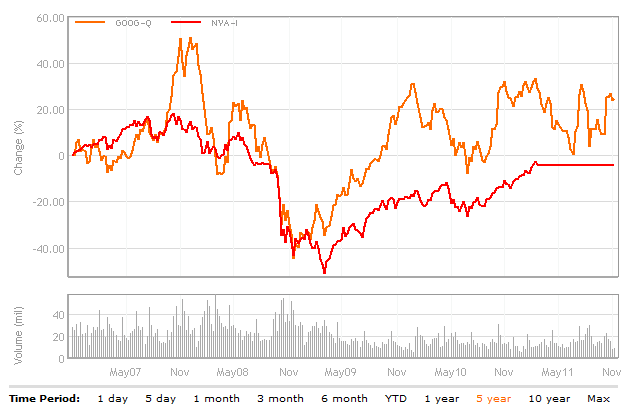 60.00
GOOG-Q NYA-I
40.00
20.00
0
-20.00
-40.00
Change (%)
40
20
0
Volume (mil)
May07 Nov May08 Nov May09 Nov May10 Nov May11 Nov
Time Period: 1 day 5 day 1 month 3 month 6 month YTD 1 year 5 year 10 year Max